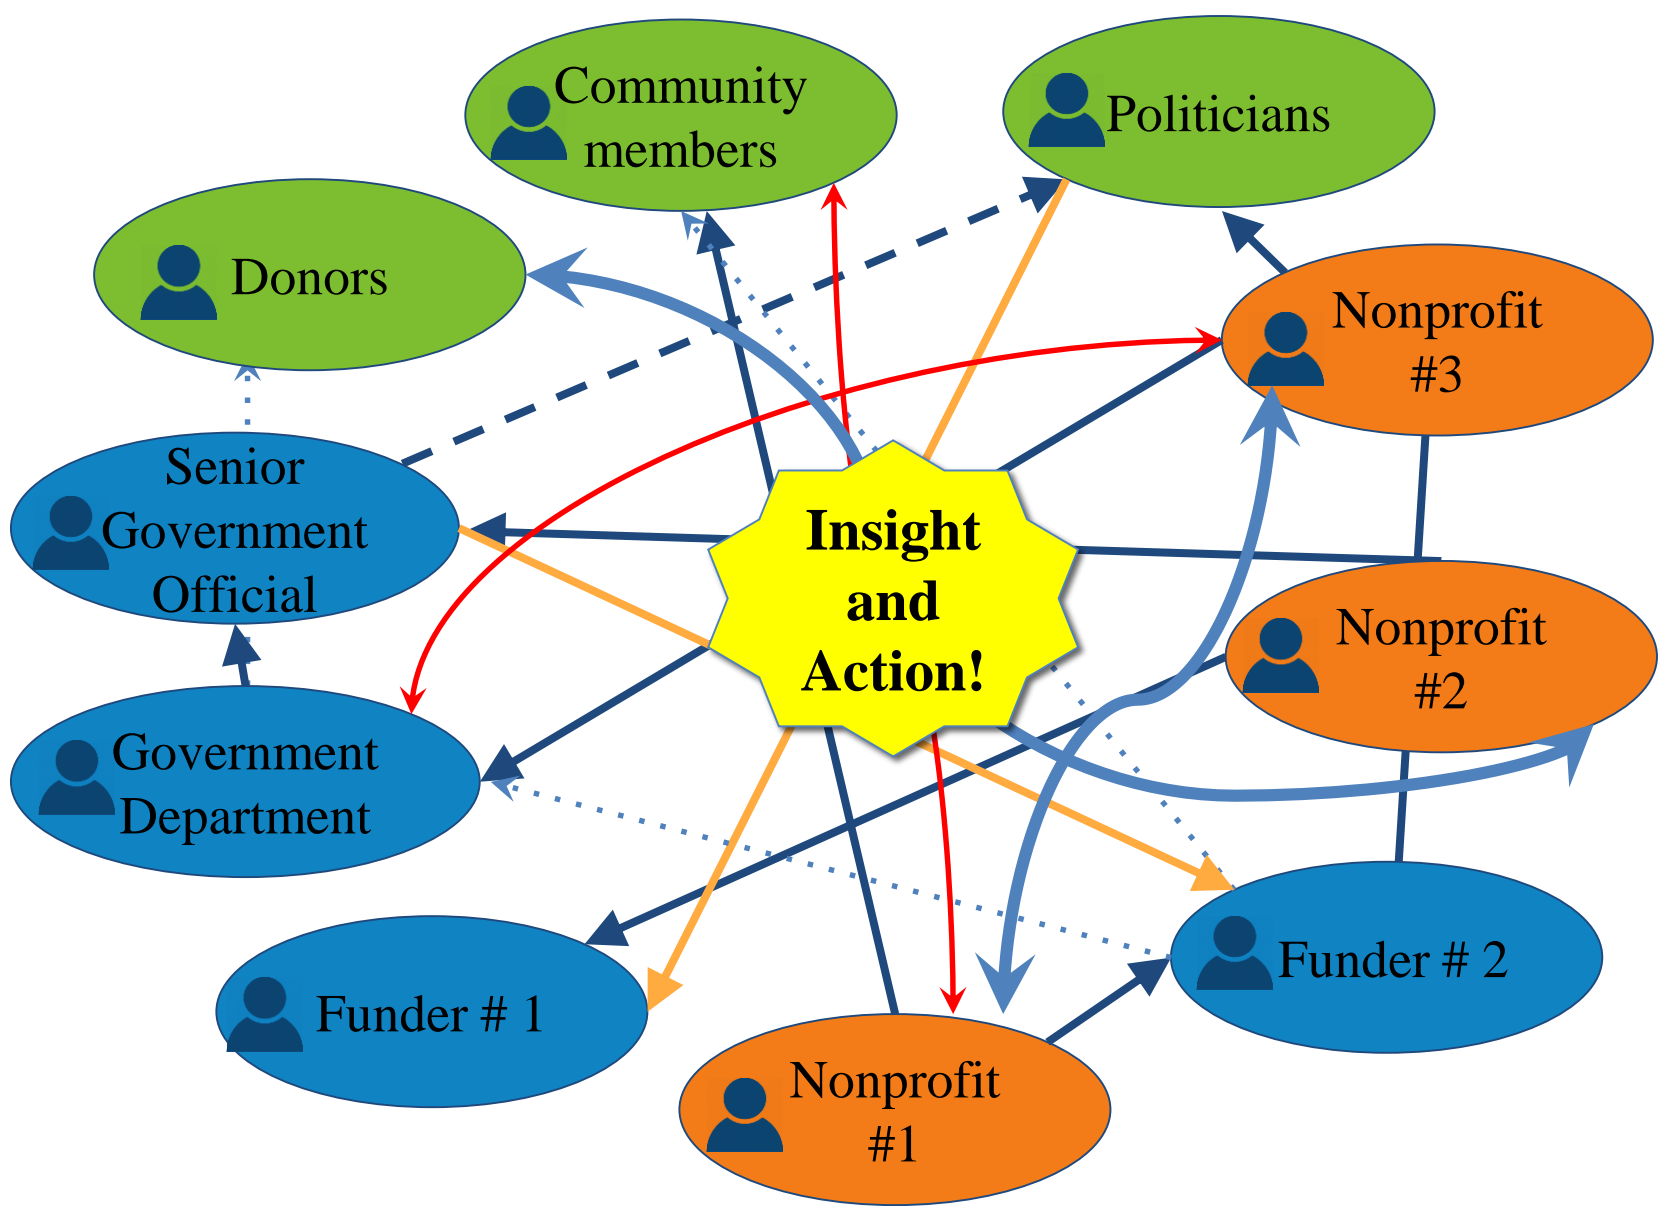 Community
members
Politicians
Donors
Nonprofit
#3
Senior
Government
Official
Insight
and
Action!
Nonprofit
#2
Government
Department
Funder # 2
Funder # 1
Nonprofit
#1